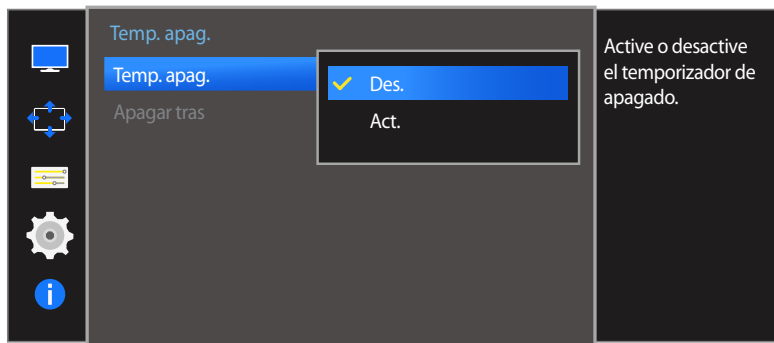 Temp. apag.
Temp. apag.
Apagar tras
Des.
Act.
Active o desactive
el temporizador de
apagado.